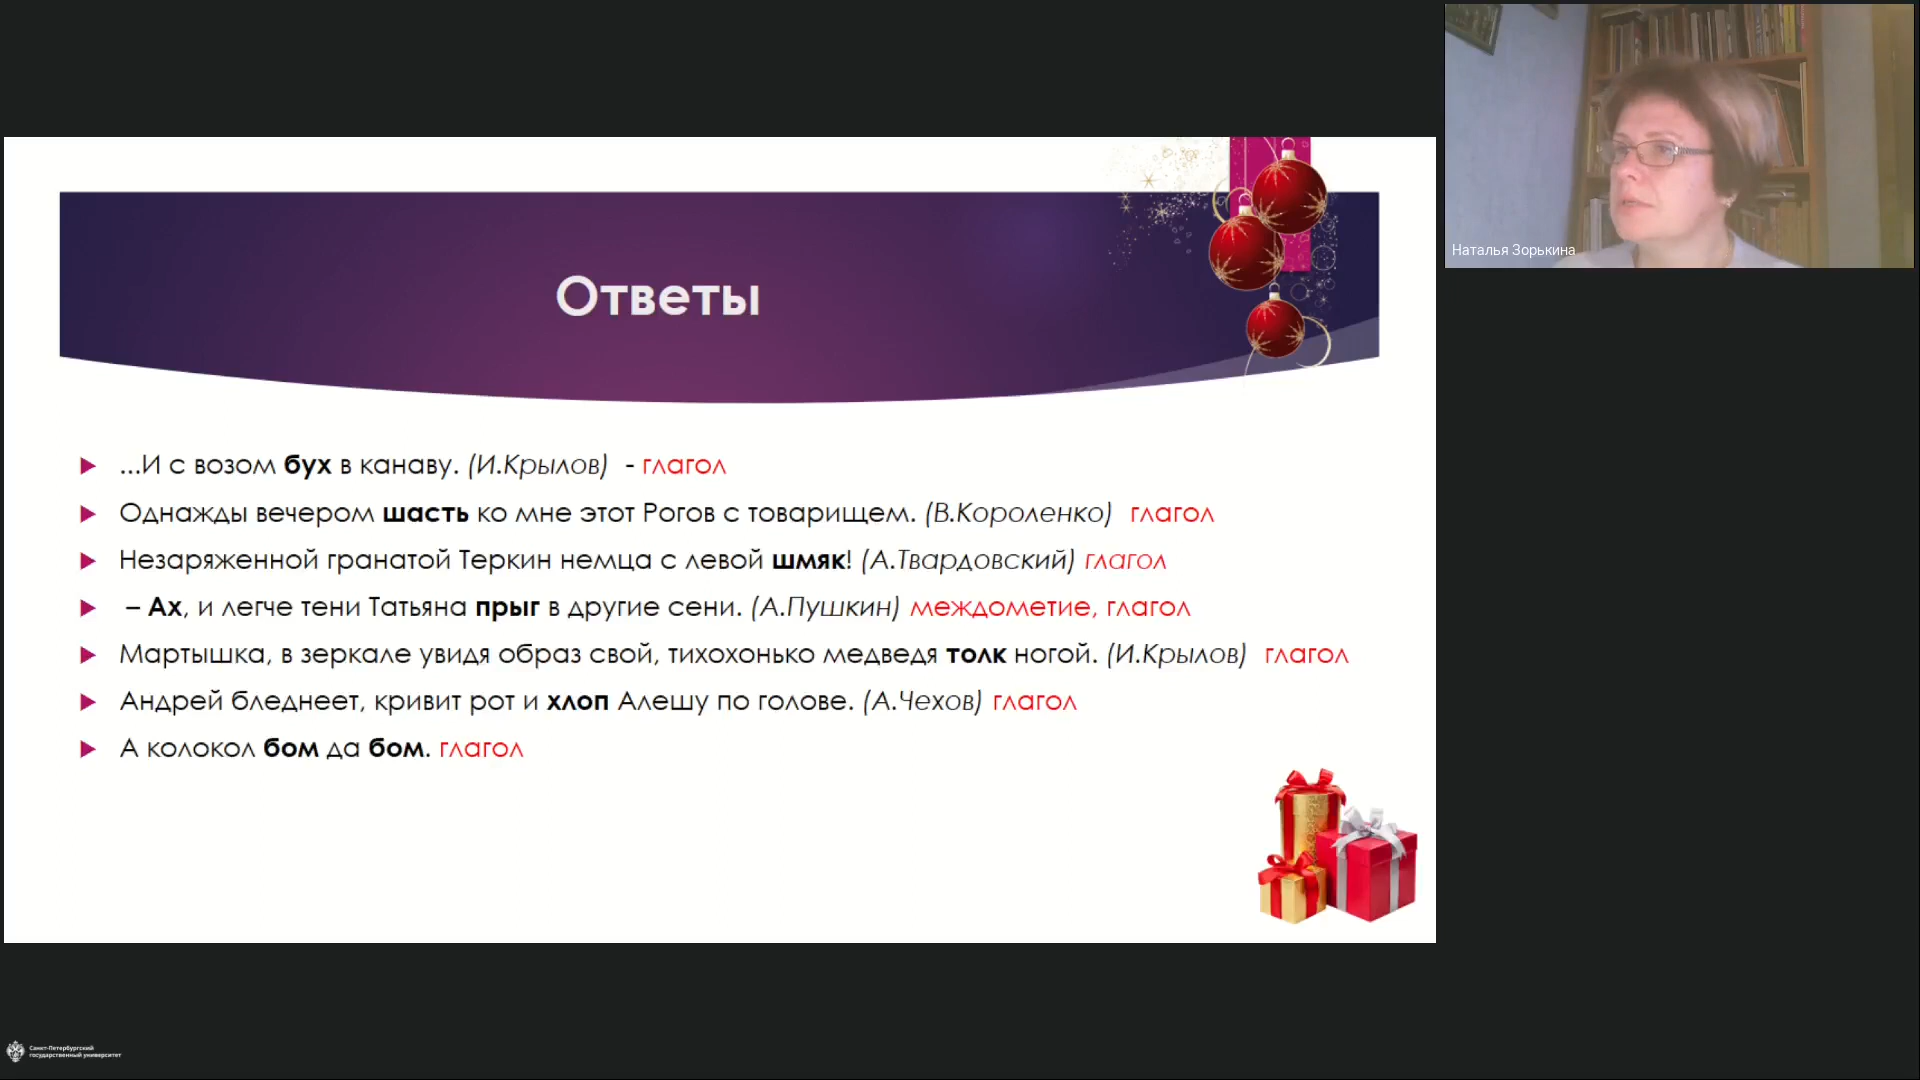 Наталья Зорькина
Ответы
...И с возом бух в канаву. (И.Крылов) - глагол
Однажды вечером шасть ко мне этот Рогов с товарищем. (В.Короленко) глагол
Незаряженной гранатой Теркин немца с левой шмяк! (А.Твардовский) глагол
– Ах, и легче тени Татьяна прыг в другие сени. (А.Пушкин) междометие, глагол
Мартышка, в зеркале увидя образ свой, тихохонько медведя толк ногой. (И.Крылов) глагол
Андрей бледнеет, кривит рот и хлоп Алешу по голове. (А.Чехов) глагол
А колокол бом да бом. глагол
Санкт-Петербургский
государственный университет